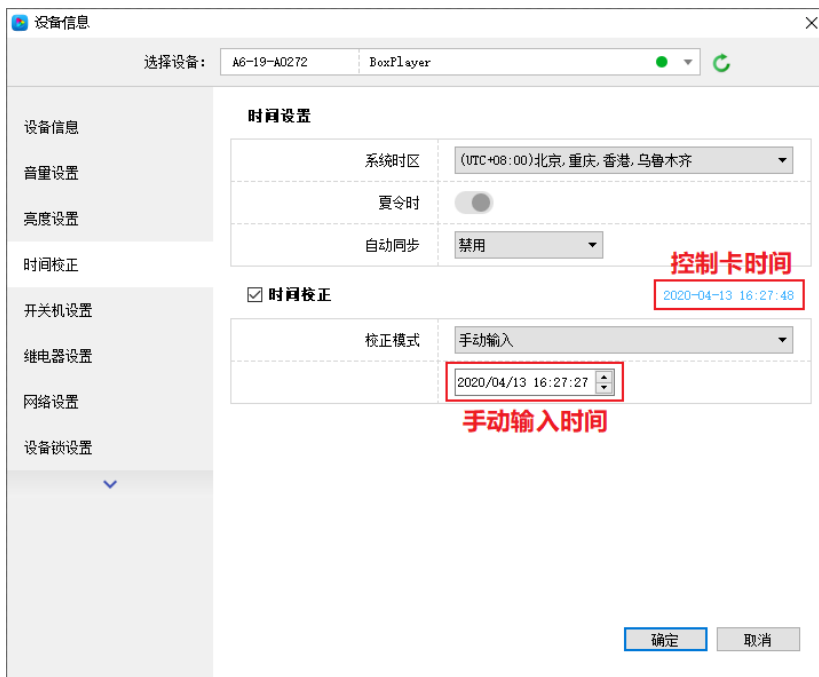 设备信息
选择设备: A6-19-A0272 BoxPlayer
设备信息
音量设置
亮度设置
时间校正
开关机设置
继电器设置
网络设置
设备锁设置
时间设置
系统时区 (UTC+08:00)北京,重庆,香港,乌鲁木齐
夏令时
自动同步 禁用
控制卡时间
时间校正 2020-04-13 16:27:48
校正模式 手动输入
2020/04/13 16:27:27
手动输入时间
确定 取消